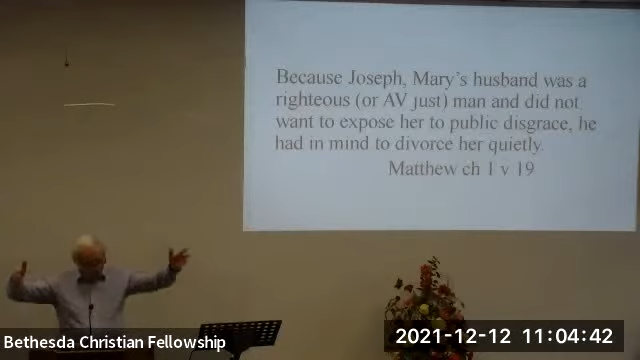 Because Joseph, Mary's husband was a
righteous (or AV just) man and did not
want to expose her to public disgrace, he
had in mind to divorce her quietly.
Matthew ch 1 v 19
Bethesda Christian Fellowship
2021-12-12 11:04:42